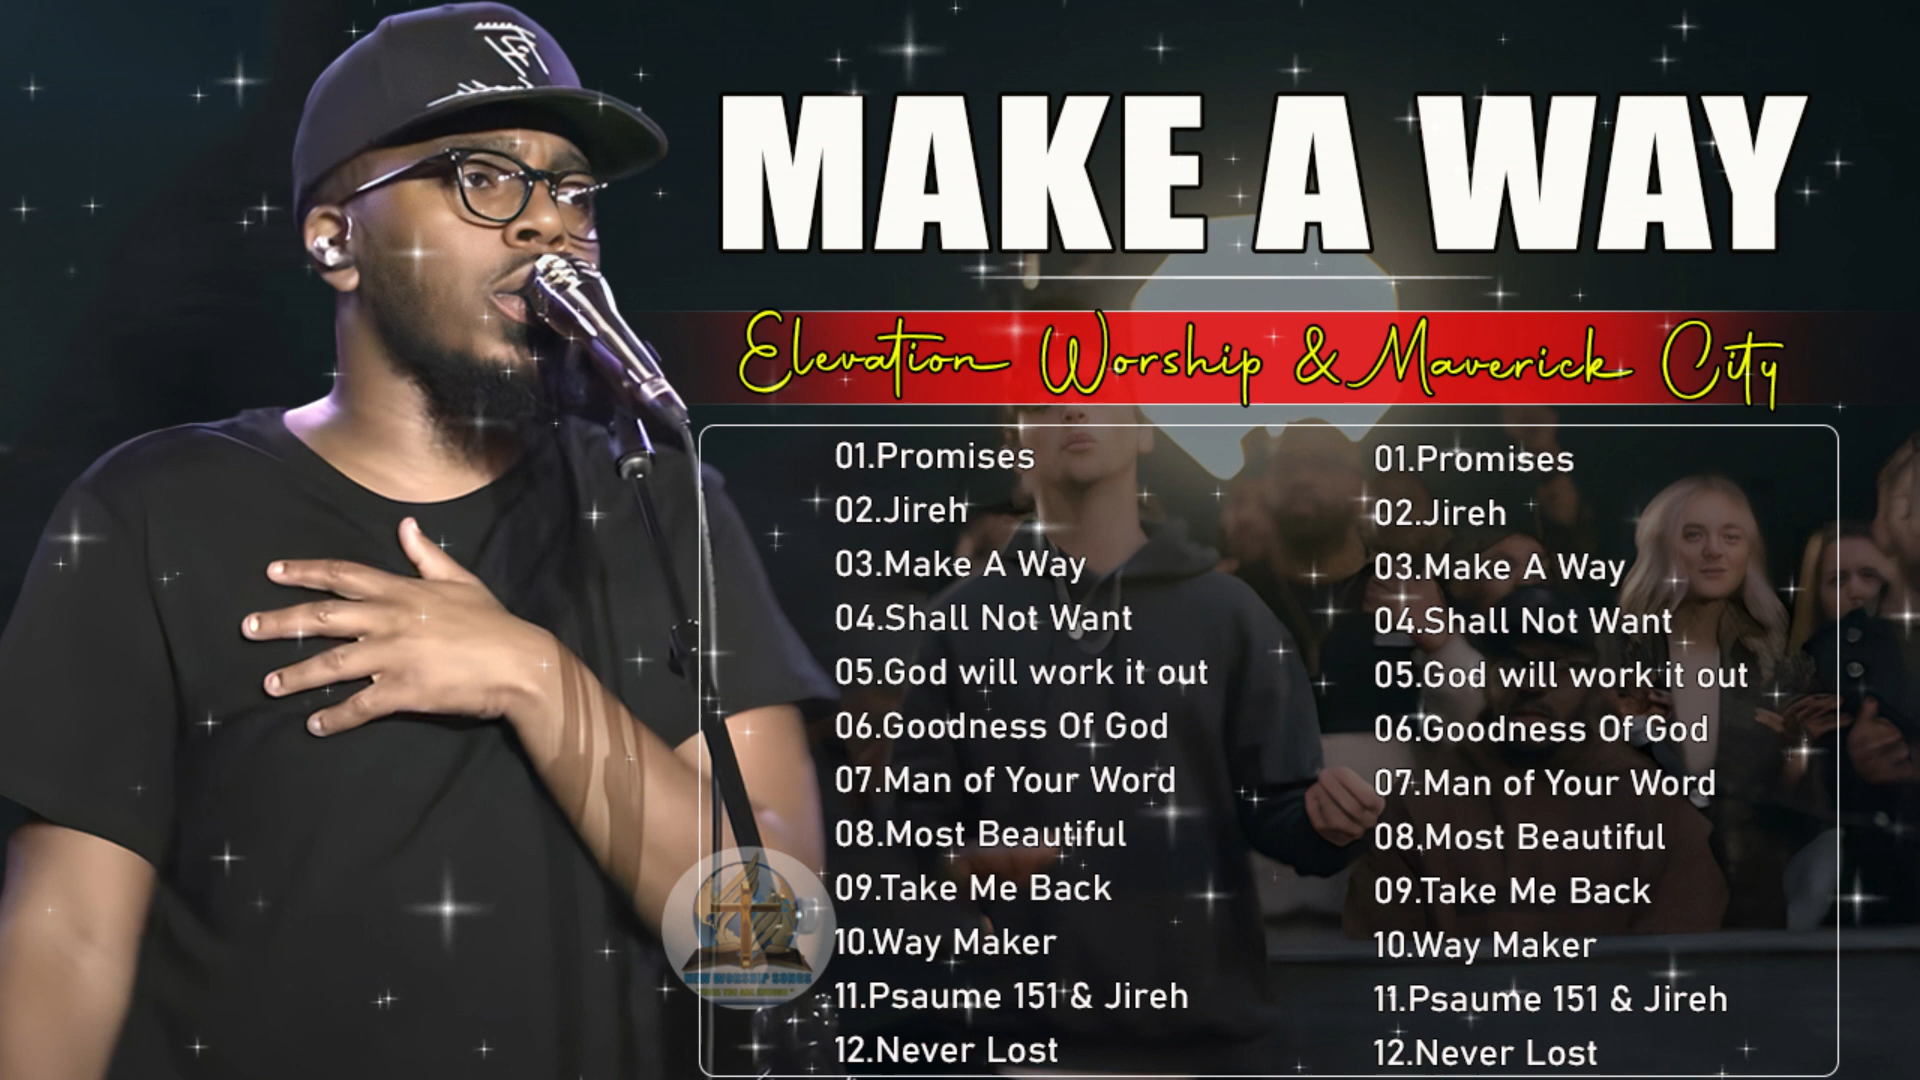 MAKE A WAY
Elevation Worship & Maverick City
01.Promises
02.Jireh
03.Make A Way
04.Shall Not Want
05.God will work it out
06.Goodness Of God
07.Man of Your Word
08.Most Beautiful
09.Take Me Back
10.Way Maker
11.Psaume 151 & Jireh
12.Never Lost
01.Promises
02.Jireh
03.Make A Way
04.Shall Not Want
05.God will work it out
06.Goodness Of God
07.Man of Your Word
08.Most Beautiful
09.Take Me Back
10.Way Maker
11.Psaume 151 & Jireh
12.Never Lost
NEW WORSHIP SONGS